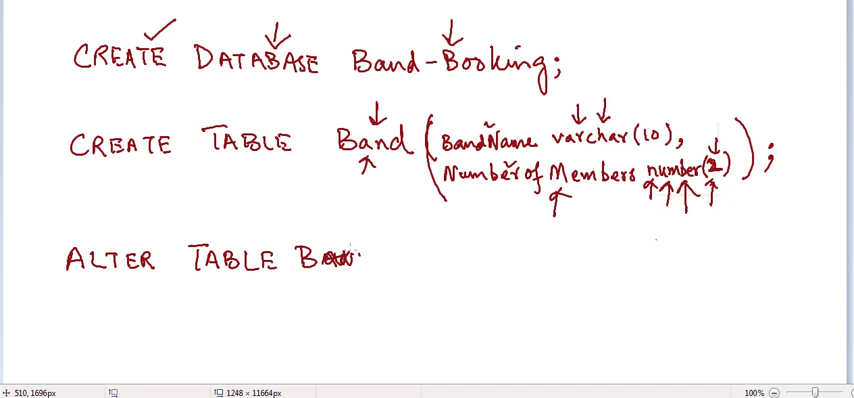 CREATE DATABASE Band-Booking;
CREATE TABLE Band (BandName varchar(10),
Number of Members number(2));
ALTER TABLE
510, 1696px 1248 × 11664px 100%